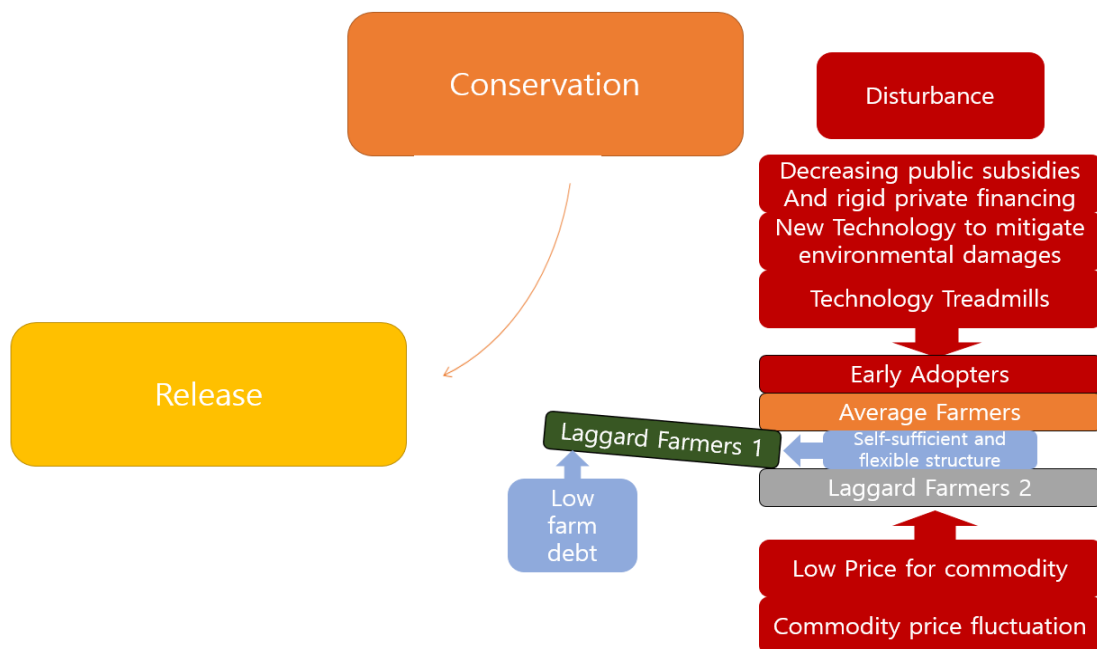 Conservation
Disturbance
Decreasing public subsidies
And rigid private financing
New Technology to mitigate
environmental damages
Technology Treadmills
Release
Early Adopters
Average Farmers
Laggard Farmers 1
Self-sufficient and
flexible structure
Laggard Farmers 2
Low
farm
debt
Low Price for commodity
Commodity price fluctuation